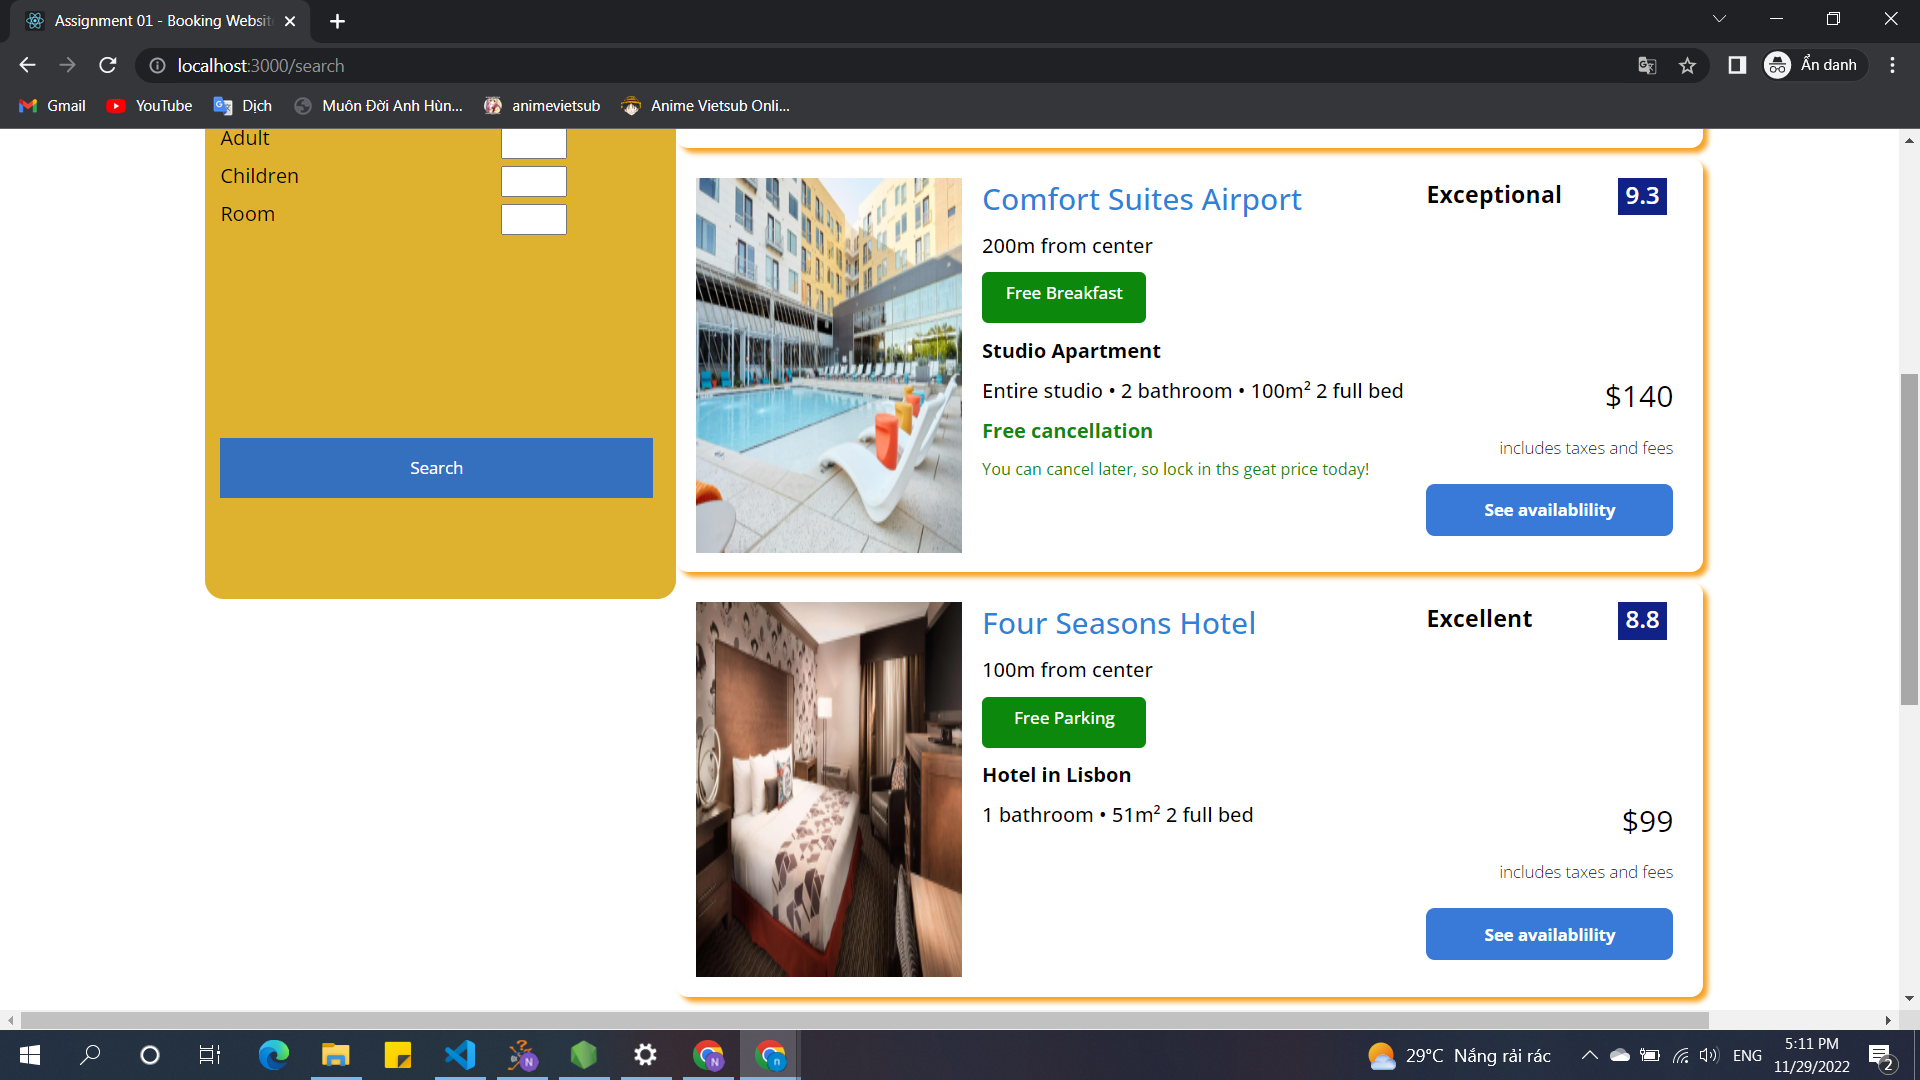 Assignment 01 - Booking Websit
localhost:3000/search
Ẩn danh
Gmail
YouTube
Dịch
Muôn Đời Anh Hùn...
animevietsub
Anime Vietsub Onli...
Adult
Children
Room
Search
Comfort Suites Airport
Exceptional
9.3
200m from center
Free Breakfast
Studio Apartment
Entire studio • 2 bathroom • 100m² 2 full bed
$140
Free cancellation
includes taxes and fees
You can cancel later, so lock in ths geat price today!
See availablility
Four Seasons Hotel
Excellent
8.8
100m from center
Free Parking
Hotel in Lisbon
1 bathroom • 51m² 2 full bed
$99
includes taxes and fees
See availablility
29°C Nắng rải rác
ENG
5:11 PM
11/29/2022
2